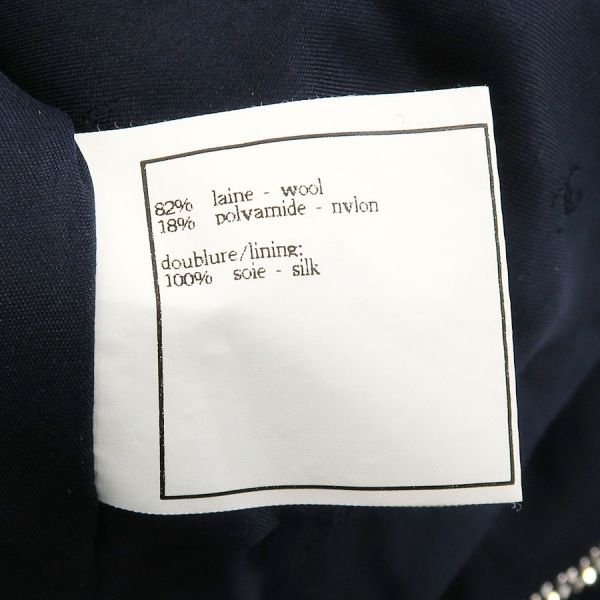 82% laine - wool
18% polyamide - nylon
doublure/lining:
100% soie - silk